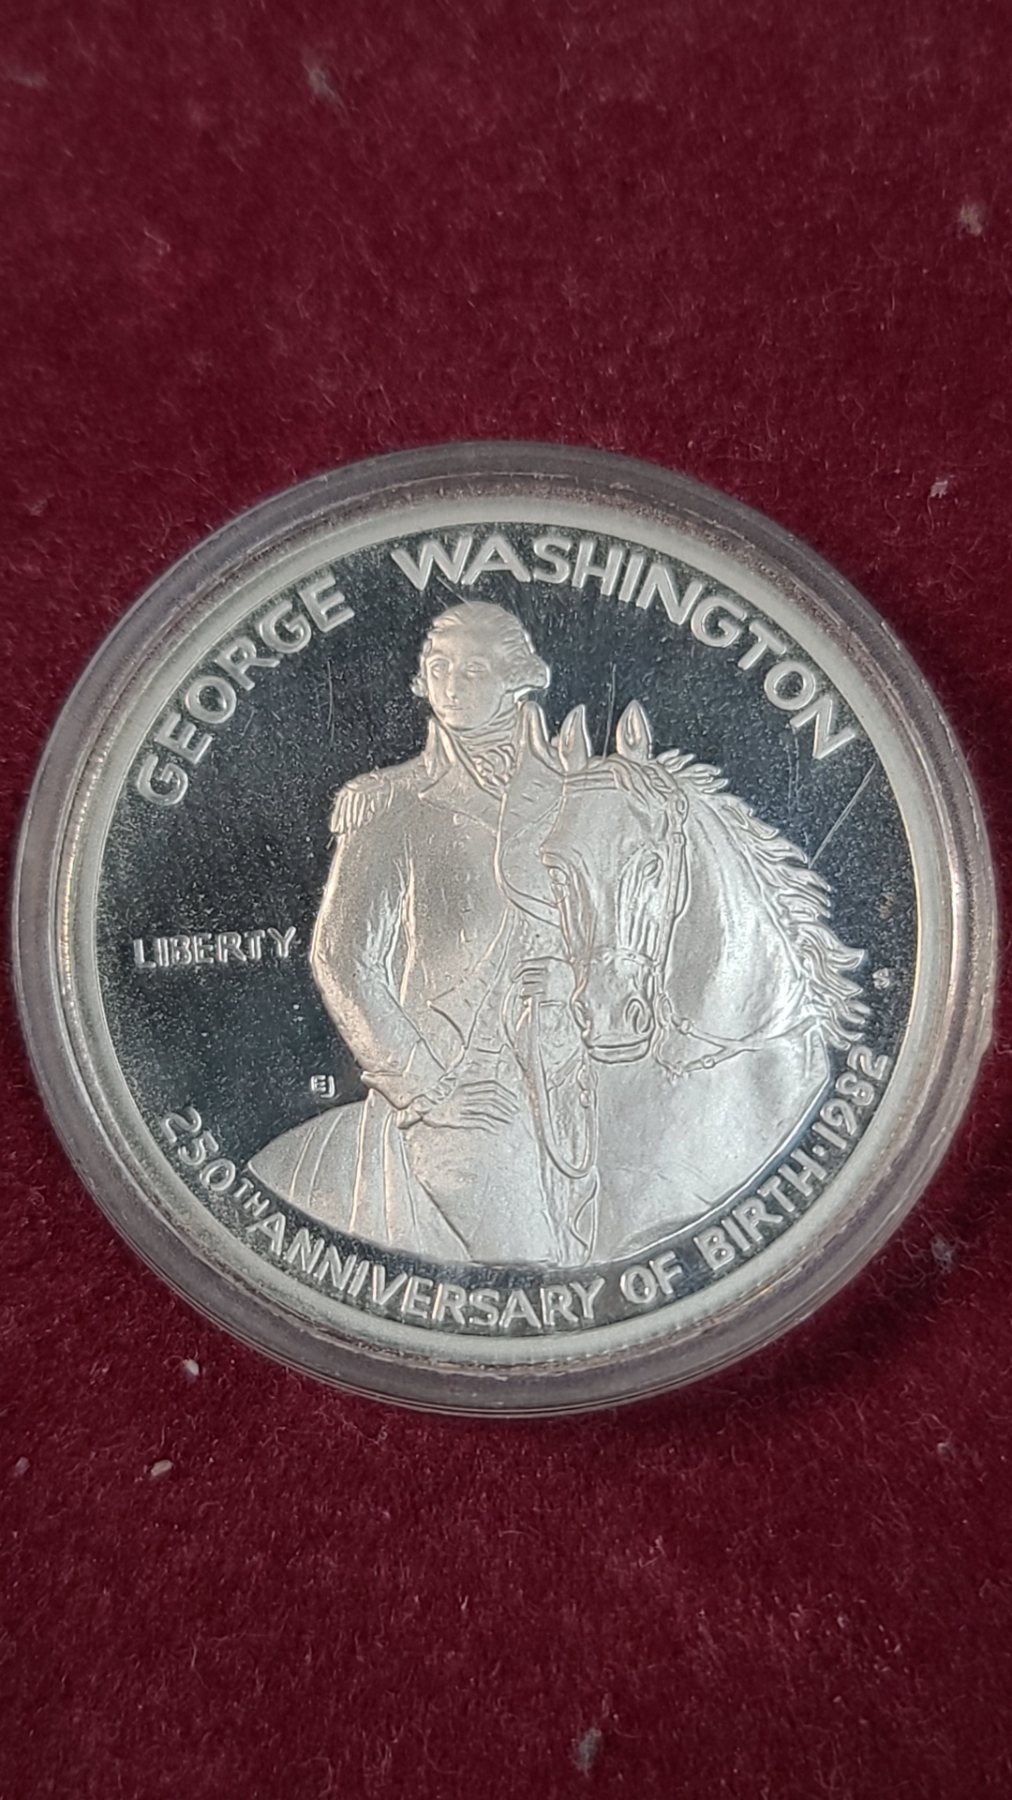 GEORGE WASHINGTON
LIBERTY
EJ
250TH ANNIVERSARY OF BIRTH·1982